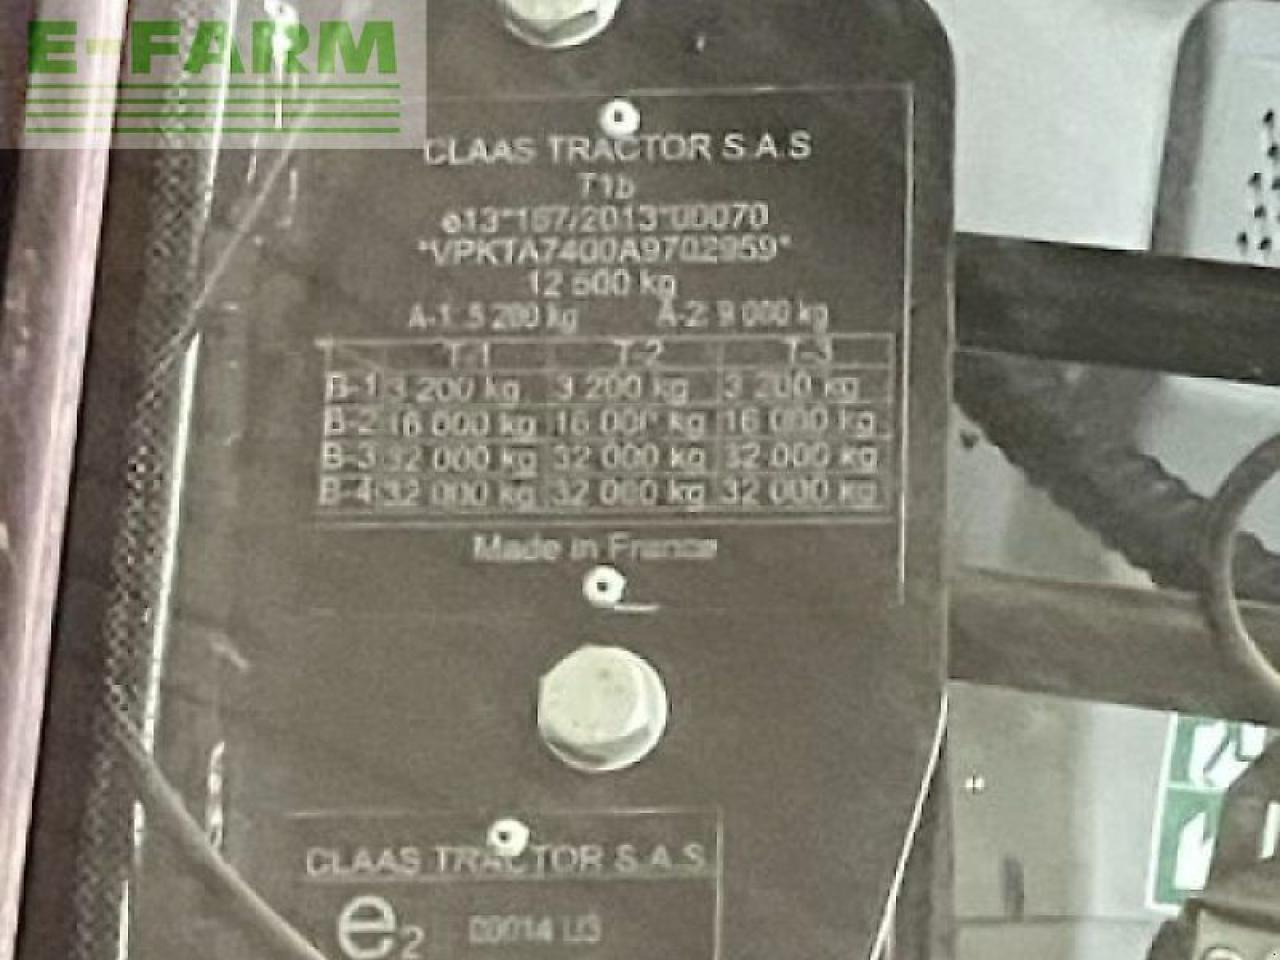 E-FARM
CLAAS TRACTOR S.A.S
T1b
e13*167/2013*00070
*VPKTA7400A9702959*
12 500 kg
A-1: 5 200 kg A-2: 9 000 kg
T-1 T-2 T-3
B-1 3 200 kg 3 200 kg 3 200 kg
B-2 16 000 kg 16 000 kg 16 000 kg
B-3 32 000 kg 32 000 kg 32 000 kg
B-4 32 000 kg 32 000 kg 32 000 kg
Made in France
CLAAS TRACTOR S.A.S
e2